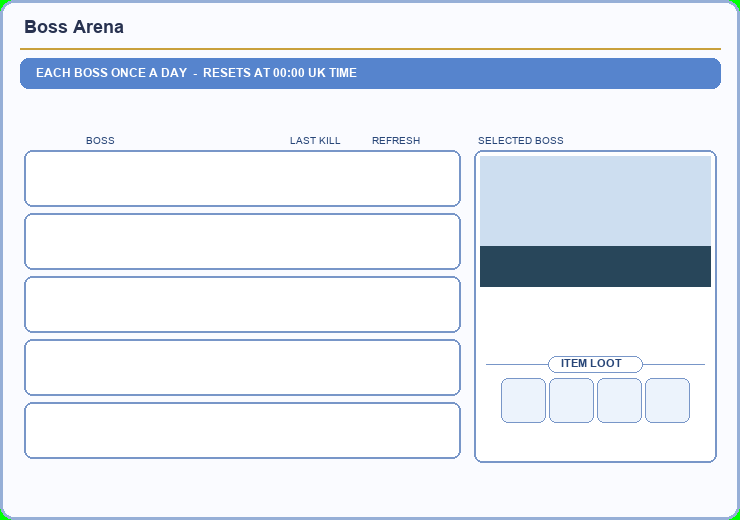 Boss Arena
EACH BOSS ONCE A DAY - RESETS AT 00:00 UK TIME
BOSS LAST KILL REFRESH SELECTED BOSS
ITEM LOOT